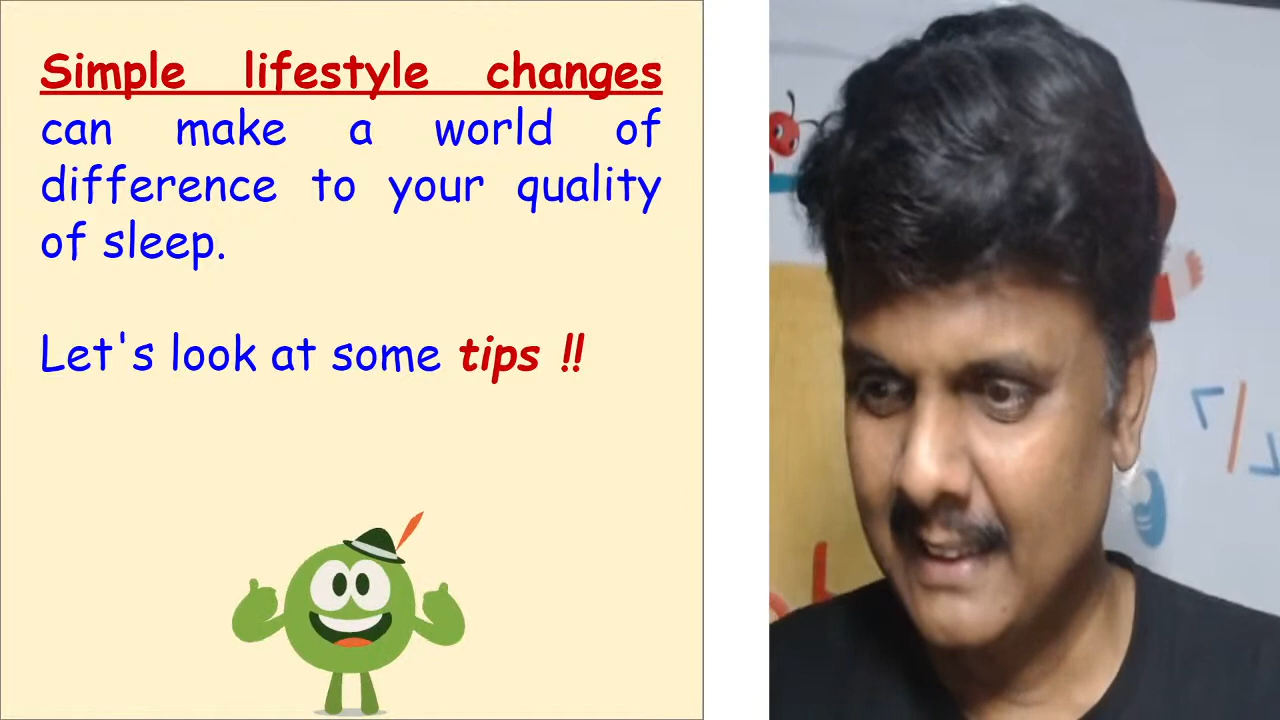 Simple lifestyle changes
can make a world of
difference to your quality
of sleep.
Let's look at some tips !!